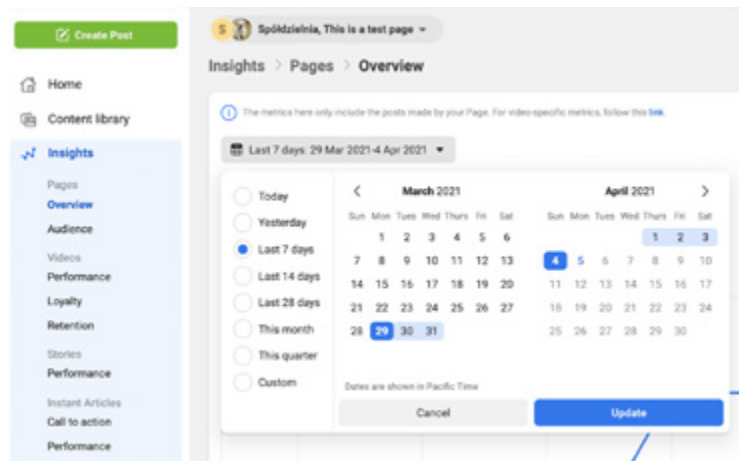 Create Post
Home
Content library
Insights
Pages
Overview
Audience
Videos
Performance
Loyalty
Retention
Stories
Performance
Instant Articles
Call to action
Performance
S Spółdzielnia, This is a test page
Insights > Pages > Overview
The metrics here only include the posts made by your Page. For video-specific metrics, follow this link.
Last 7 days: 29 Mar 2021-4 Apr 2021
Today
Yesterday
Last 7 days
Last 14 days
Last 28 days
This month
This quarter
Custom
March 2021
Sun Mon Tues Wed Thurs Fri Sat
1 2 3 4 5 6
7 8 9 10 11 12 13
14 15 16 17 18 19 20
21 22 23 24 25 26 27
28 29 30 31
April 2021
Sun Mon Tues Wed Thurs Fri Sat
1 2 3
4 5 6 7 8 9 10
11 12 13 14 15 16 17
18 19 20 21 22 23 24
25 26 27 28 29 30
Dates are shown in Pacific Time
Cancel
Update